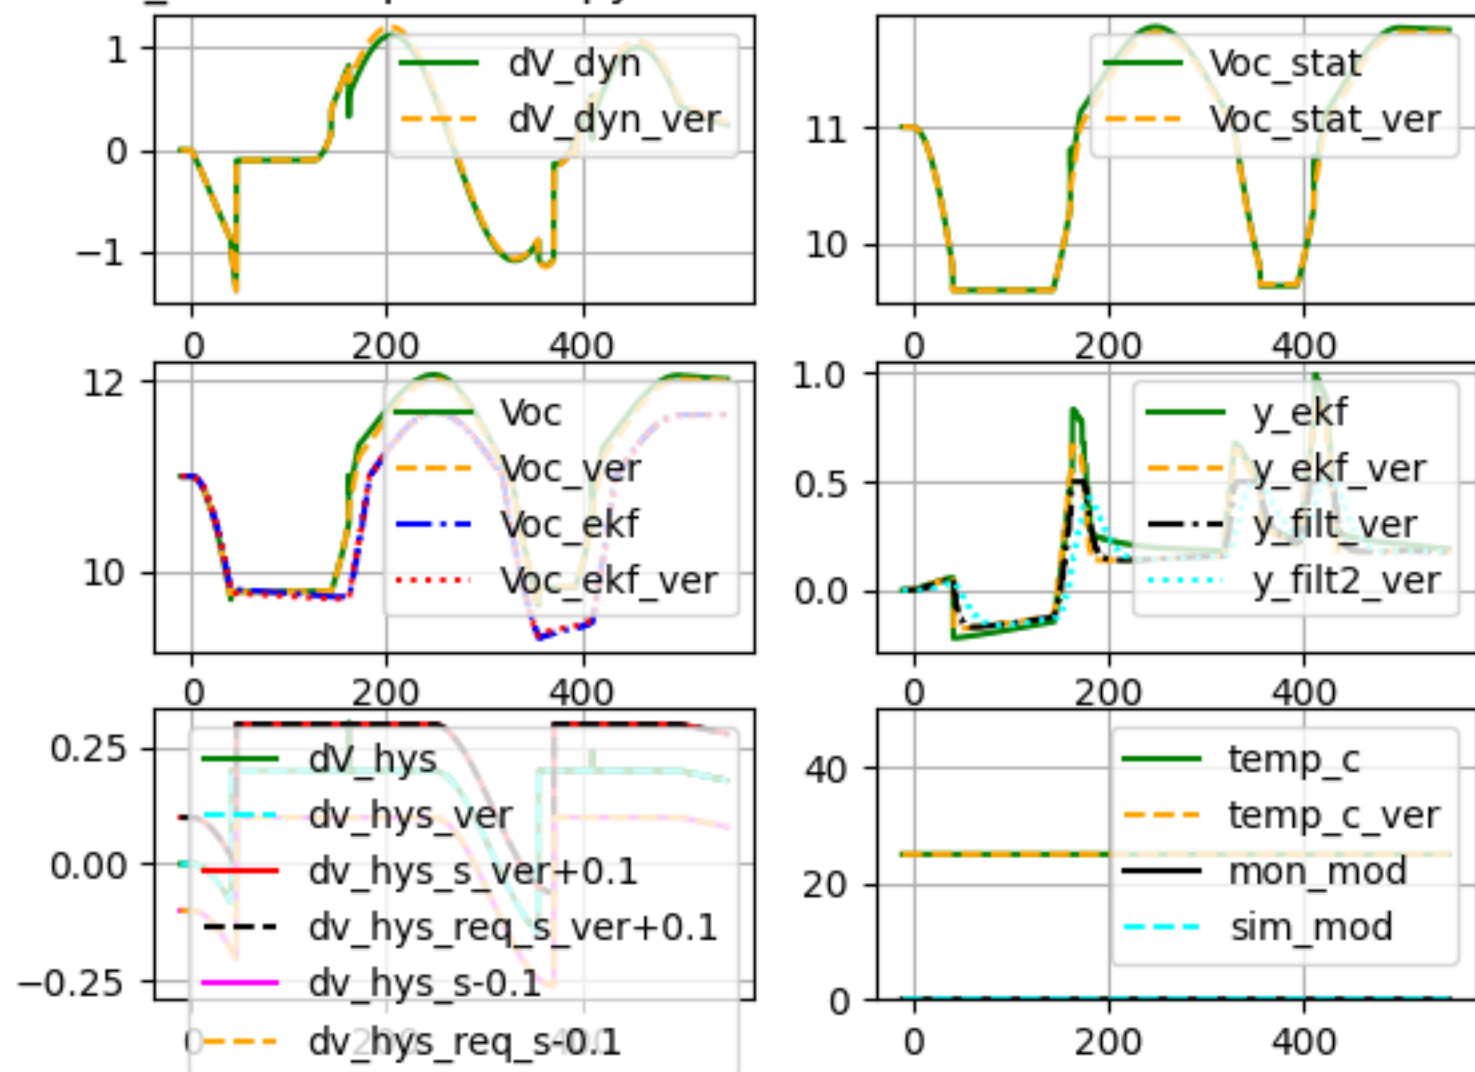 1
0
−1
dV_dyn
dV_dyn_ver
0 200 400
11
10
Voc_stat
Voc_stat_ver
0 200 400
12
10
Voc
Voc_ver
Voc_ekf
Voc_ekf_ver
0 200 400
1.0
0.5
0.0
y_ekf
y_ekf_ver
y_filt_ver
y_filt2_ver
0 200 400
0.25
0.00
−0.25
dV_hys
dv_hys_ver
dv_hys_s_ver+0.1
dv_hys_req_s_ver+0.1
dv_hys_s-0.1
dv_hys_req_s-0.1
0 200 400
40
20
0
temp_c
temp_c_ver
mon_mod
sim_mod
0 200 400